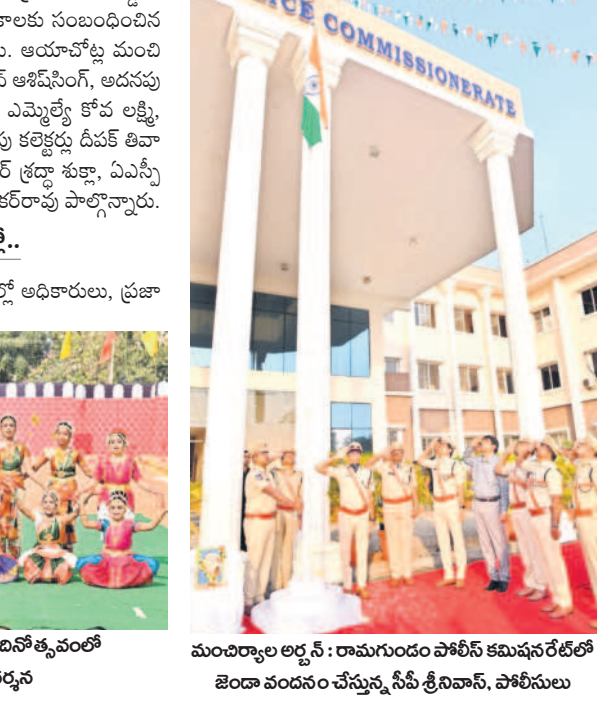 కాలకు సంబంధించిన
ఆయాచోట్ల మంచి
ఆశిష్‌సింగ్, అదనపు
ఎమ్మెల్యే కోవ లక్ష్మి,
కలెక్టర్లు దీపక్ తివా
శ్రద్ధా శుక్లా, ఏఎస్పీ
కర్‌రావు పాల్గొన్నారు.
ల్లో అధికారులు, ప్రజా
దినోత్సవంలో
ర్శన
ICE COMMISSIONERATE
మంచిర్యాల అర్బన్ : రామగుండం పోలీస్ కమిషనరేట్‌లో
జెండా వందనం చేస్తున్న సీపీ శ్రీనివాస్, పోలీసులు